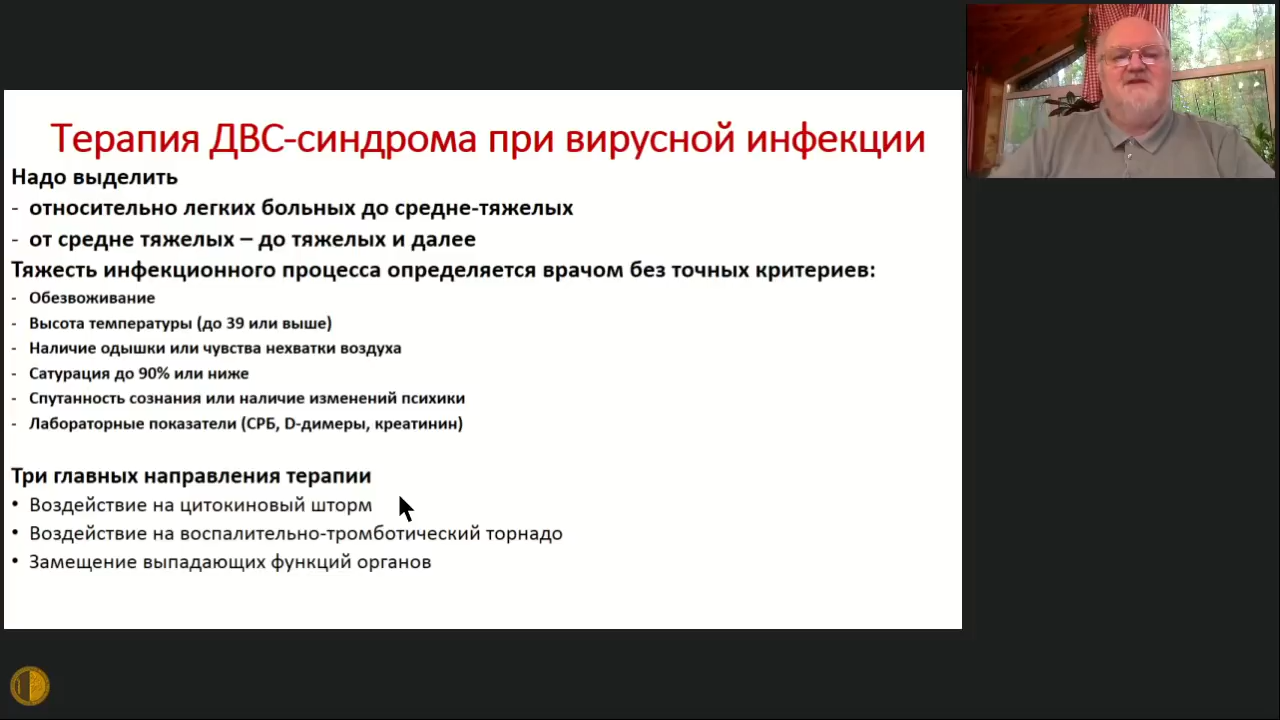 Терапия ДВС-синдрома при вирусной инфекции
Надо выделить
- относительно легких больных до средне-тяжелых
- от средне тяжелых – до тяжелых и далее
Тяжесть инфекционного процесса определяется врачом без точных критериев:
- Обезвоживание
- Высота температуры (до 39 или выше)
- Наличие одышки или чувства нехватки воздуха
- Сатурация до 90% или ниже
- Спутанность сознания или наличие изменений психики
- Лабораторные показатели (СРБ, D-димеры, креатинин)
Три главных направления терапии
• Воздействие на цитокиновый шторм
• Воздействие на воспалительно-тромботический торнадо
• Замещение выпадающих функций органов